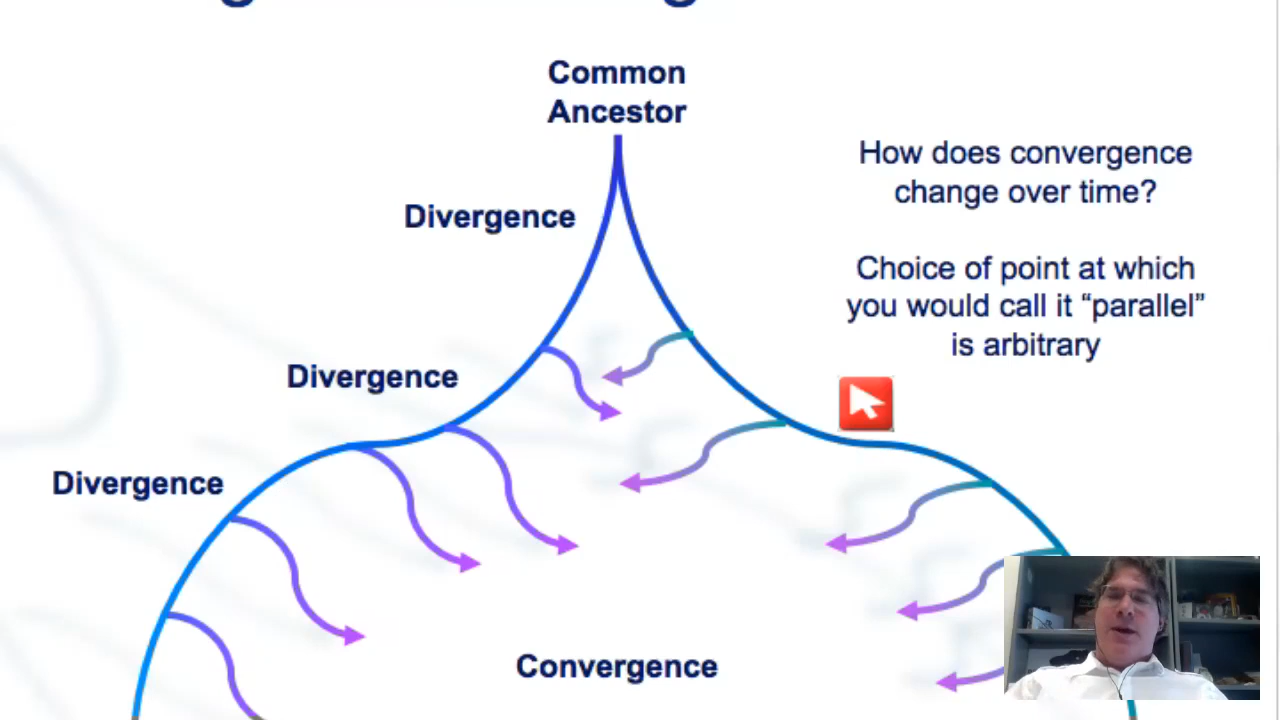 Common
Ancestor
How does convergence
change over time?
Divergence
Choice of point at which
you would call it “parallel”
is arbitrary
Divergence
Divergence
Convergence